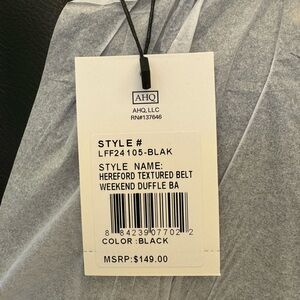 AHQ
AHQ, LLC
RN#137646
STYLE #
LFF24105-BLAK
STYLE NAME:
HEREFORD TEXTURED BELT
WEEKEND DUFFLE BA
8 84239 07702 2
COLOR :BLACK
MSRP:$149.00